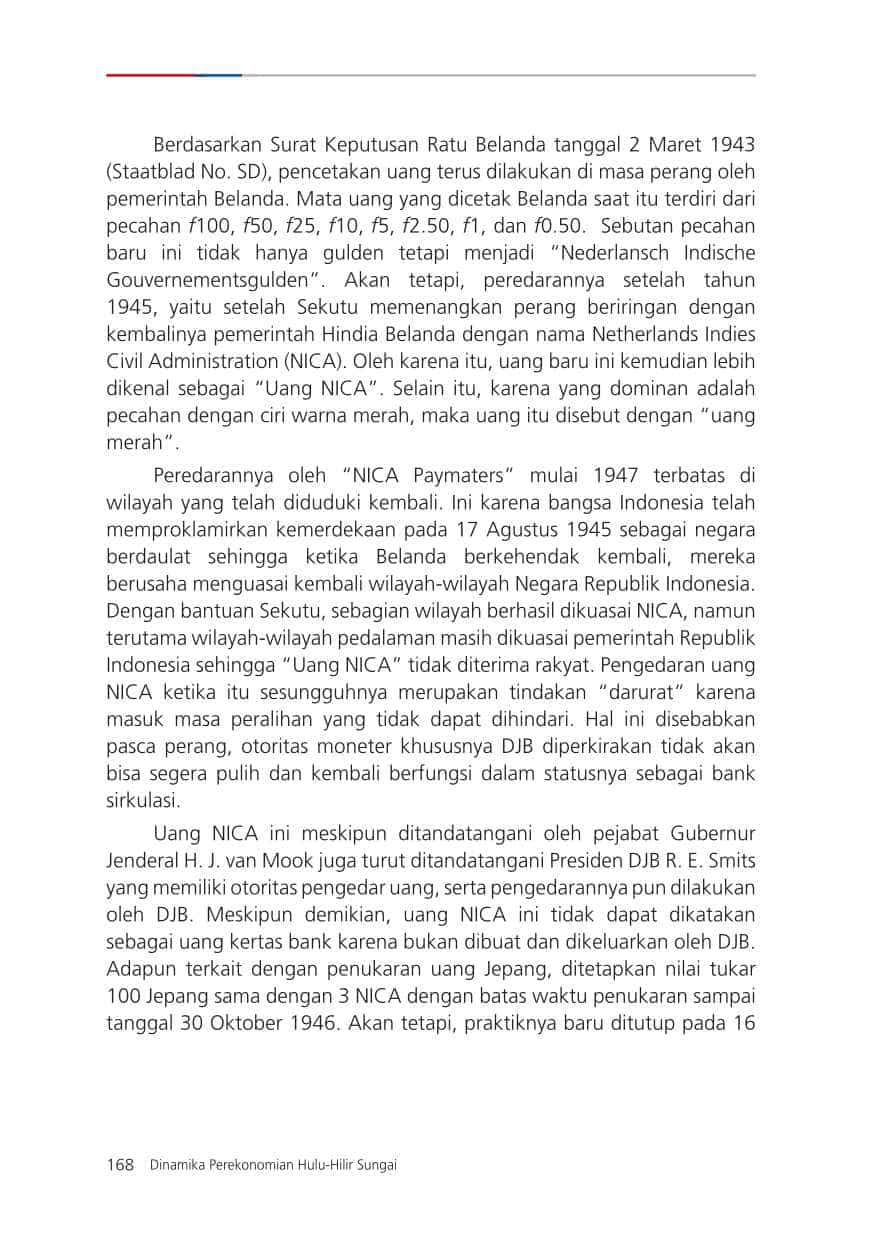 Berdasarkan Surat Keputusan Ratu Belanda tanggal 2 Maret 1943
(Staatblad No. SD), pencetakan uang terus dilakukan di masa perang oleh
pemerintah Belanda. Mata uang yang dicetak Belanda saat itu terdiri dari
pecahan f100, f50, f25, f10, f5, f2.50, f1, dan f0.50. Sebutan pecahan
baru ini tidak hanya gulden tetapi menjadi “Nederlansch Indische
Gouvernementsgulden”. Akan tetapi, peredarannya setelah tahun
1945, yaitu setelah Sekutu memenangkan perang beriringan dengan
kembalinya pemerintah Hindia Belanda dengan nama Netherlands Indies
Civil Administration (NICA). Oleh karena itu, uang baru ini kemudian lebih
dikenal sebagai “Uang NICA”. Selain itu, karena yang dominan adalah
pecahan dengan ciri warna merah, maka uang itu disebut dengan “uang
merah”.
Peredarannya oleh “NICA Paymaters” mulai 1947 terbatas di
wilayah yang telah diduduki kembali. Ini karena bangsa Indonesia telah
memproklamirkan kemerdekaan pada 17 Agustus 1945 sebagai negara
berdaulat sehingga ketika Belanda berkehendak kembali, mereka
berusaha menguasai kembali wilayah-wilayah Negara Republik Indonesia.
Dengan bantuan Sekutu, sebagian wilayah berhasil dikuasai NICA, namun
terutama wilayah-wilayah pedalaman masih dikuasai pemerintah Republik
Indonesia sehingga “Uang NICA” tidak diterima rakyat. Pengedaran uang
NICA ketika itu sesungguhnya merupakan tindakan “darurat“ karena
masuk masa peralihan yang tidak dapat dihindari. Hal ini disebabkan
pasca perang, otoritas moneter khususnya DJB diperkirakan tidak akan
bisa segera pulih dan kembali berfungsi dalam statusnya sebagai bank
sirkulasi.
Uang NICA ini meskipun ditandatangani oleh pejabat Gubernur
Jenderal H. J. van Mook juga turut ditandatangani Presiden DJB R. E. Smits
yang memiliki otoritas pengedar uang, serta pengedarannya pun dilakukan
oleh DJB. Meskipun demikian, uang NICA ini tidak dapat dikatakan
sebagai uang kertas bank karena bukan dibuat dan dikeluarkan oleh DJB.
Adapun terkait dengan penukaran uang Jepang, ditetapkan nilai tukar
100 Jepang sama dengan 3 NICA dengan batas waktu penukaran sampai
tanggal 30 Oktober 1946. Akan tetapi, praktiknya baru ditutup pada 16
168 Dinamika Perekonomian Hulu-Hilir Sungai